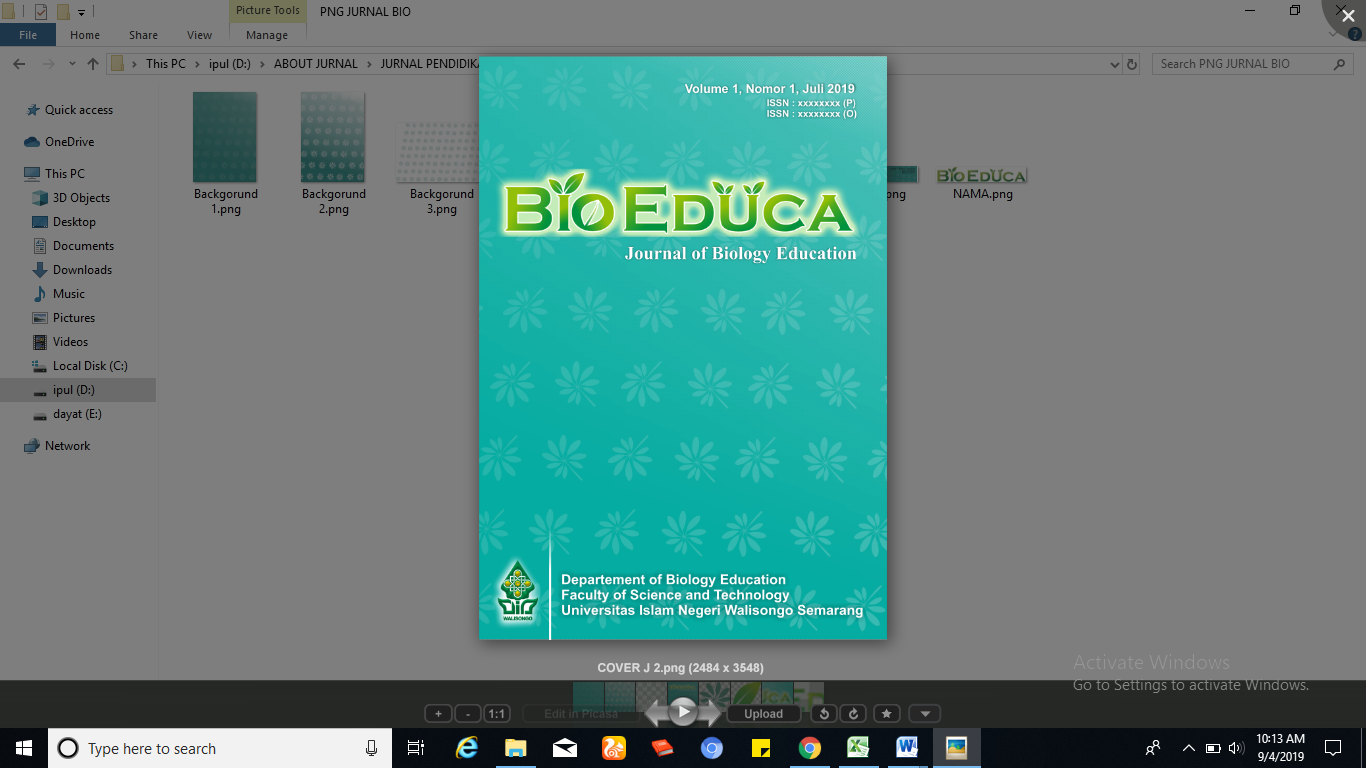 Picture Tools
PNG JURNAL BIO
File
Home
Share
View
Manage
This PC
ipul (D:)
ABOUT JURNAL
Search PNG JURNAL BIO
Quick access
OneDrive
This PC
3D Objects
Desktop
Documents
Downloads
Music
Pictures
Videos
Local Disk (C:)
ipul (D:)
dayat (E:)
Network
Backgorund
1.png
Backgorund
2.png
Backgorund
3.png
NAMA.png
Volume 1, Nomor 1, Juli 2019
ISSN : xxxxxxxx (P)
ISSN : xxxxxxxx (O)
BIOEDUCA
Journal of Biology Education
WALISONGO
Departement of Biology Education
Faculty of Science and Technology
Universitas Islam Negeri Walisongo Semarang
COVER J 2.png (2484 x 3548)
Activate Windows
Go to Settings to activate Windows.
+
-
1:1
Edit in Picasa
Upload
Type here to search
10:13 AM
9/4/2019